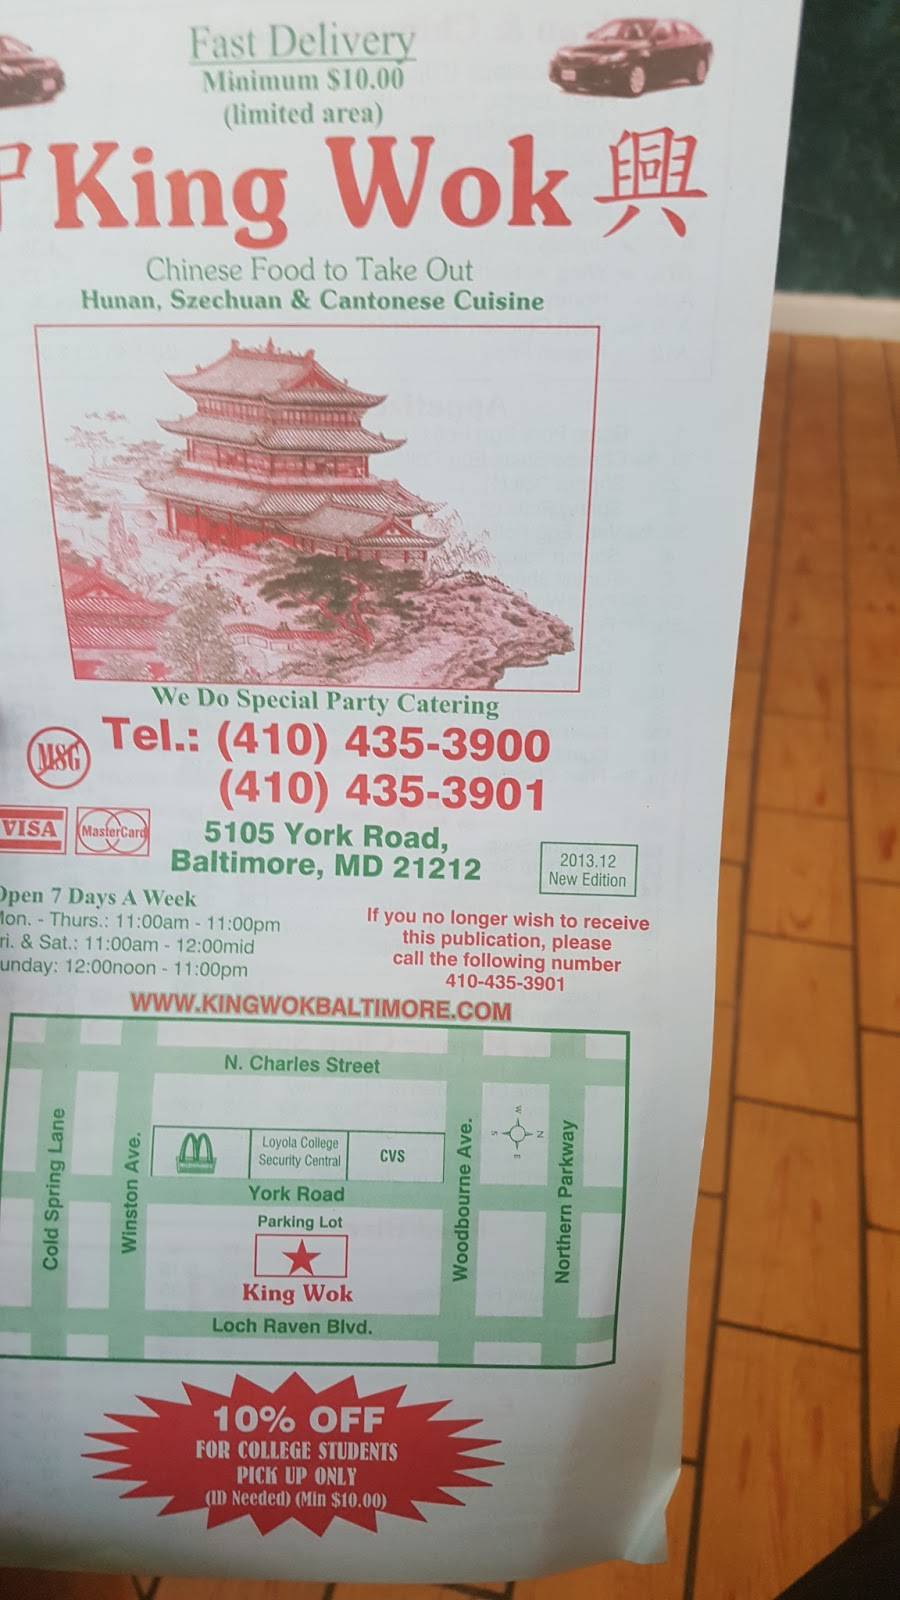 Fast Delivery
Minimum $10.00
(limited area)
King Wok 興
Chinese Food to Take Out
Hunan, Szechuan & Cantonese Cuisine
We Do Special Party Catering
MSG
Tel.: (410) 435-3900
(410) 435-3901
VISA
MasterCard
5105 York Road,
Baltimore, MD 21212
2013.12
New Edition
Open 7 Days A Week
Mon. - Thurs.: 11:00am - 11:00pm
Fri. & Sat.: 11:00am - 12:00mid
Sunday: 12:00noon - 11:00pm
If you no longer wish to receive
this publication, please
call the following number
410-435-3901
WWW.KINGWOKBALTIMORE.COM
N. Charles Street
Cold Spring Lane
Winston Ave.
Loyola College
Security Central
CVS
Woodbourne Ave.
W
S
N
E
Northern Parkway
York Road
Parking Lot
King Wok
Loch Raven Blvd.
10% OFF
FOR COLLEGE STUDENTS
PICK UP ONLY
(ID Needed) (Min $10.00)